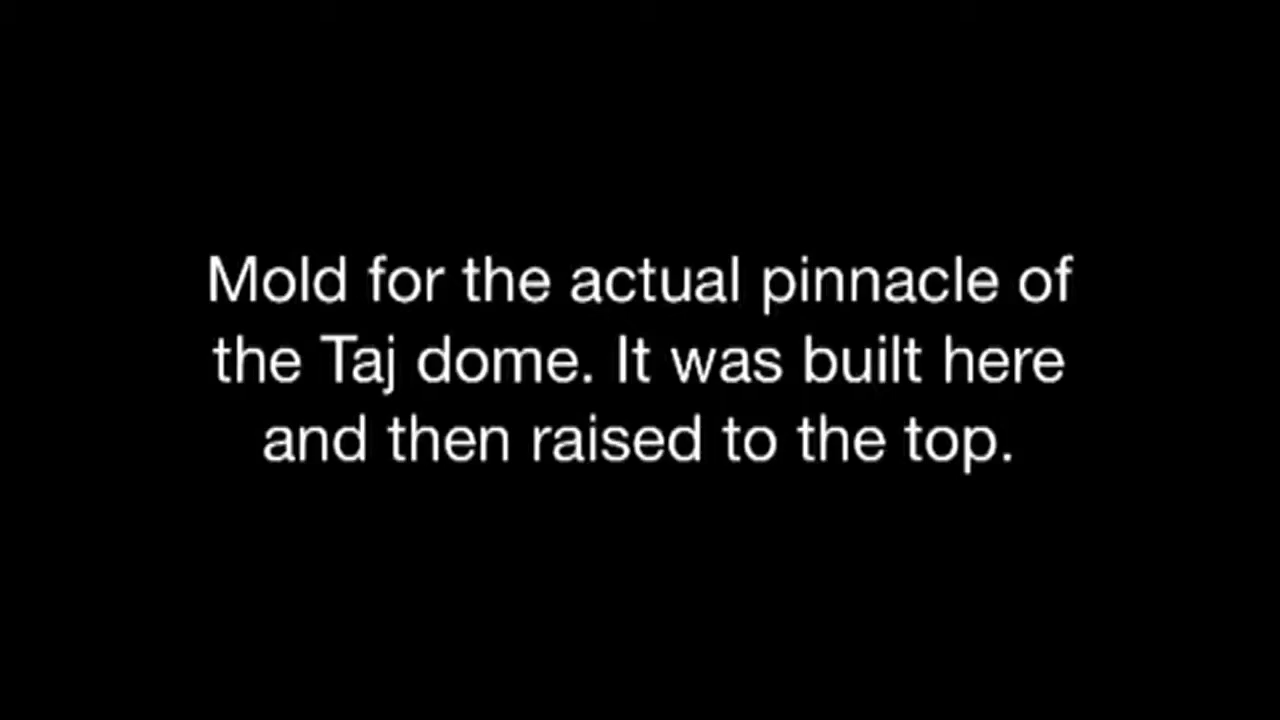 Mold for the actual pinnacle of
the Taj dome. It was built here
and then raised to the top.